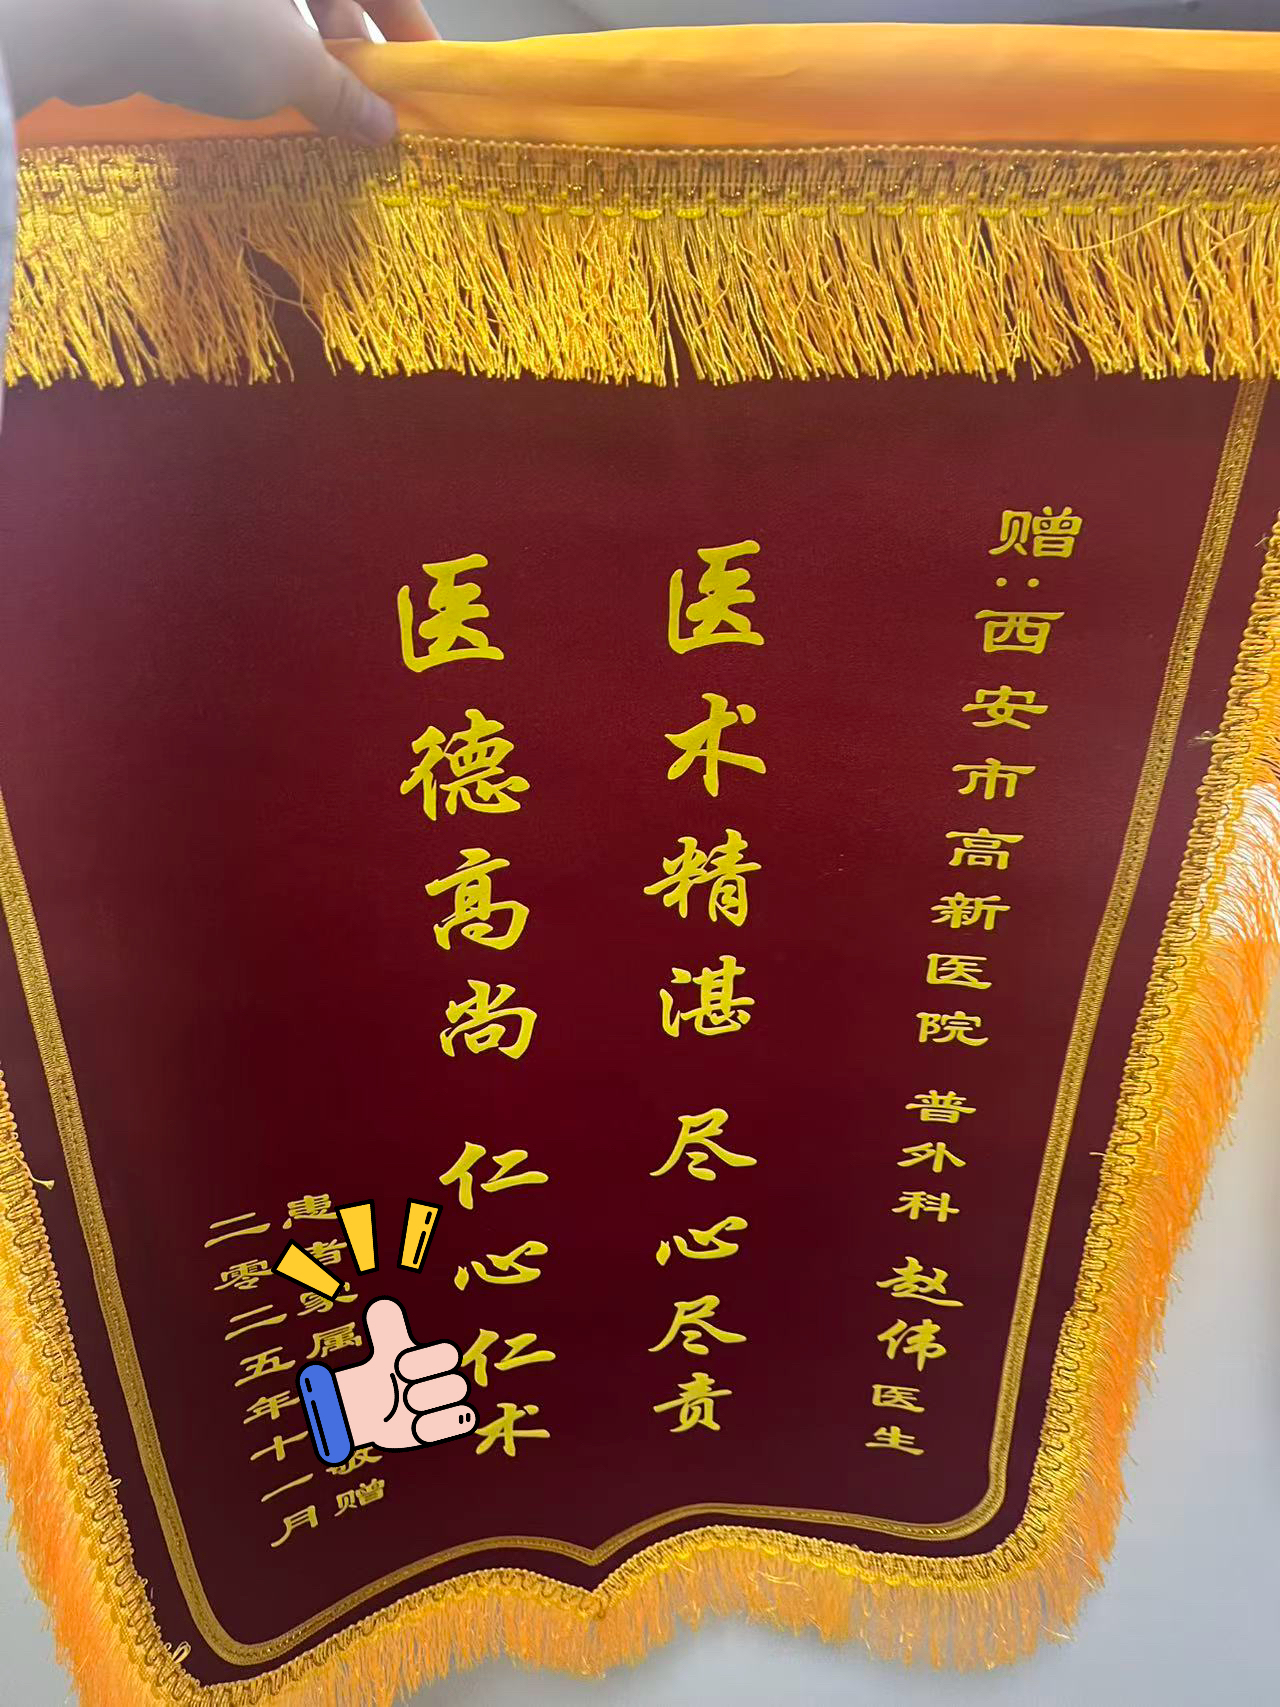 赠:西安市高新医院 普外科 赵伟医生
医术精湛 尽心尽责
医德高尚 仁心仁术
患者家属 敬赠
二零二五年十一月